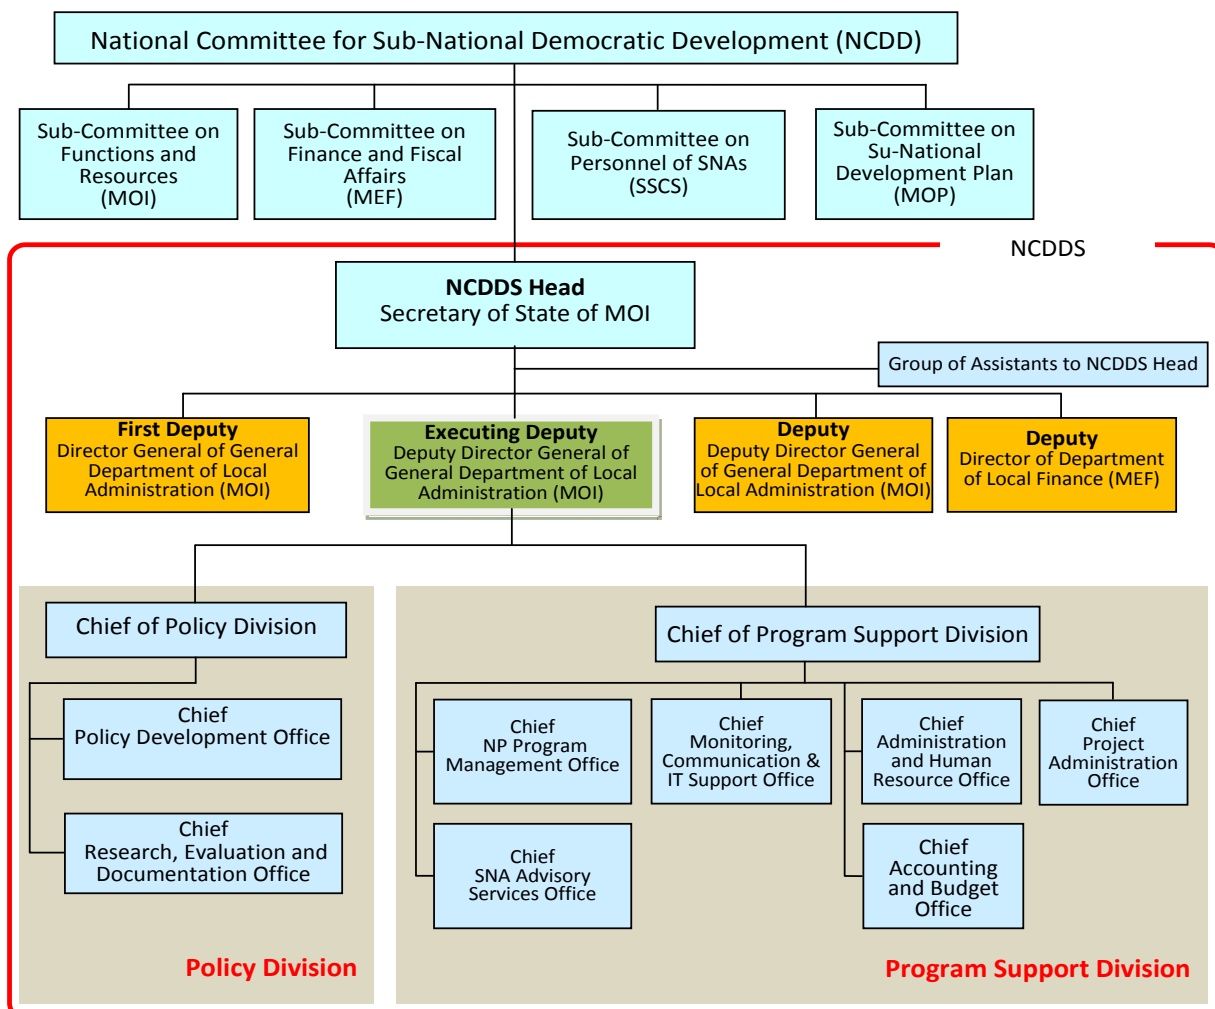 National Committee for Sub-National Democratic Development (NCDD)
Sub-Committee on
Functions and
Resources
(MOI)
Sub-Committee on
Finance and Fiscal
Affairs
(MEF)
Sub-Committee on
Personnel of SNAs
(SSCS)
Sub-Committee on
Su-National
Development Plan
(MOP)
NCDDS
NCDDS Head
Secretary of State of MOI
Group of Assistants to NCDDS Head
First Deputy
Director General of General
Department of Local
Administration (MOI)
Executing Deputy
Deputy Director General of
General Department of Local
Administration (MOI)
Deputy
Deputy Director General
of General Department of
Local Administration (MOI)
Deputy
Director of Department
of Local Finance (MEF)
Chief of Policy Division
Chief
Policy Development Office
Chief
Research, Evaluation and
Documentation Office
Policy Division
Chief of Program Support Division
Chief
NP Program
Management Office
Chief
Monitoring,
Communication &
IT Support Office
Chief
Administration
and Human
Resource Office
Chief
Project
Administration
Office
Chief
SNA Advisory
Services Office
Chief
Accounting
and Budget
Office
Program Support Division